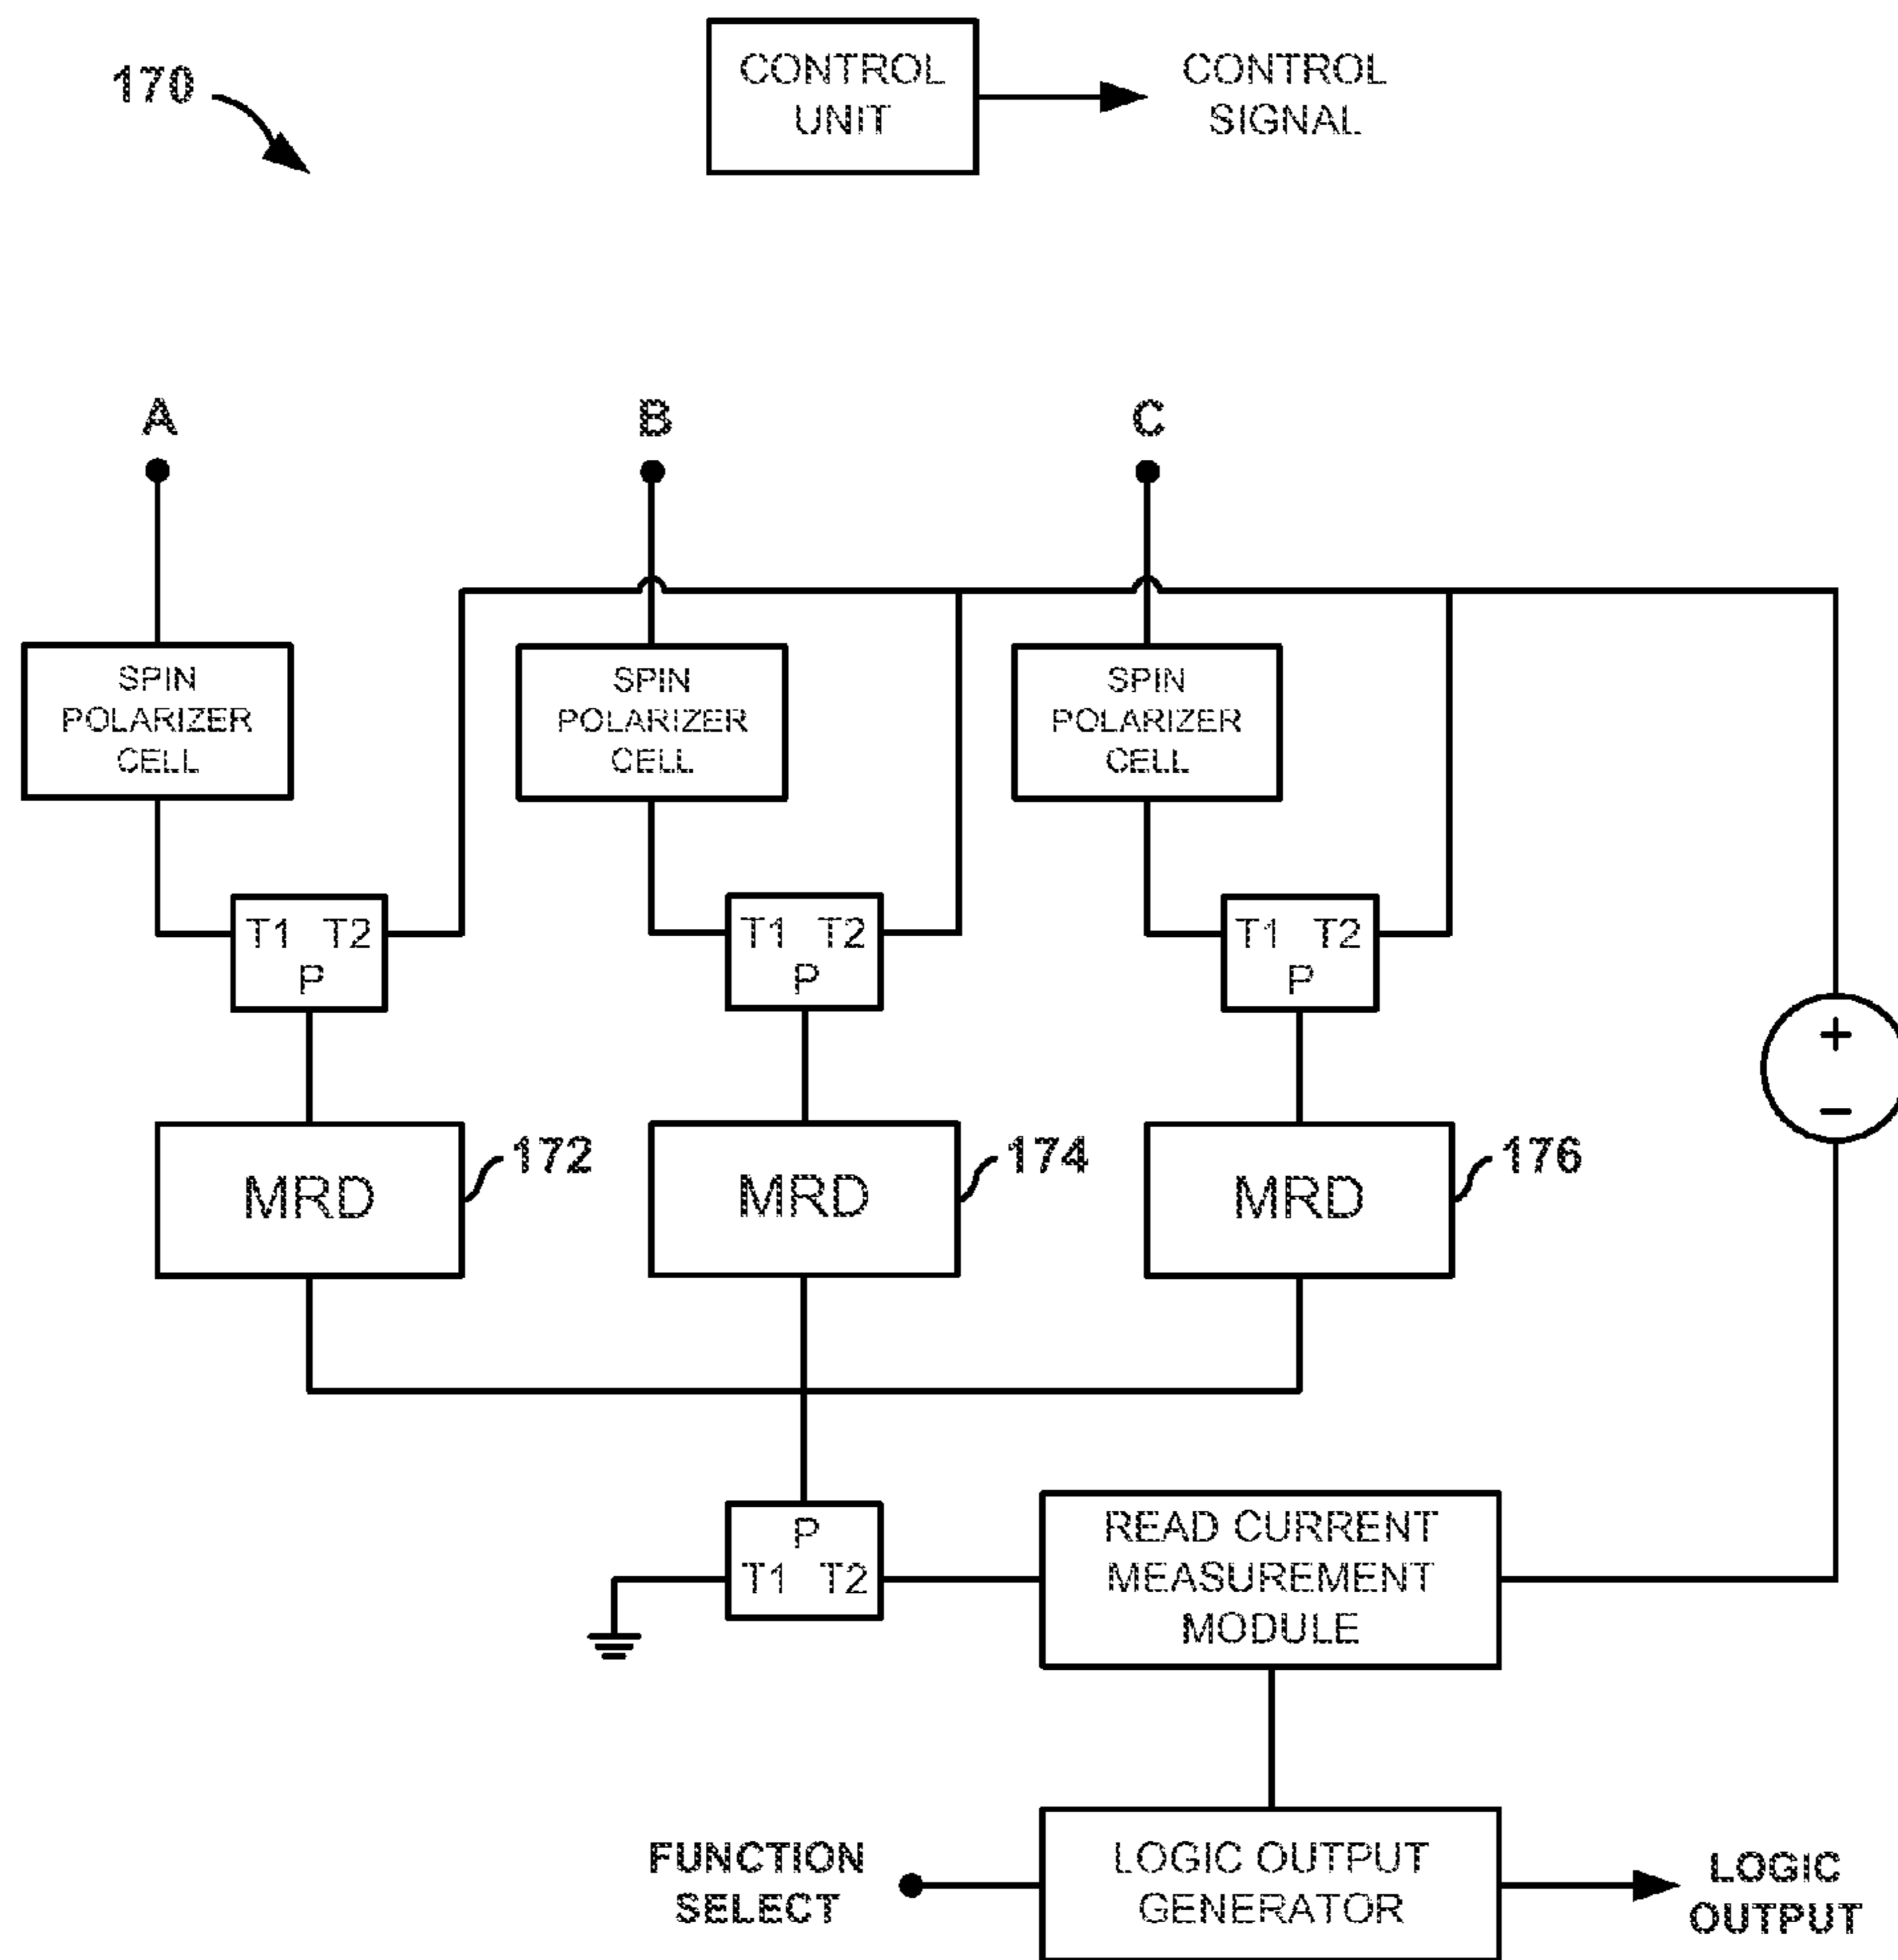 170
CONTROL
UNIT
CONTROL
SIGNAL
A
B
C
SPIN
POLARIZER
CELL
SPIN
POLARIZER
CELL
SPIN
POLARIZER
CELL
T1 T2
P
T1 T2
P
T1 T2
P
+
−
MRD
172
MRD
174
MRD
176
P
T1 T2
READ CURRENT
MEASUREMENT
MODULE
FUNCTION
SELECT
LOGIC OUTPUT
GENERATOR
LOGIC
OUTPUT